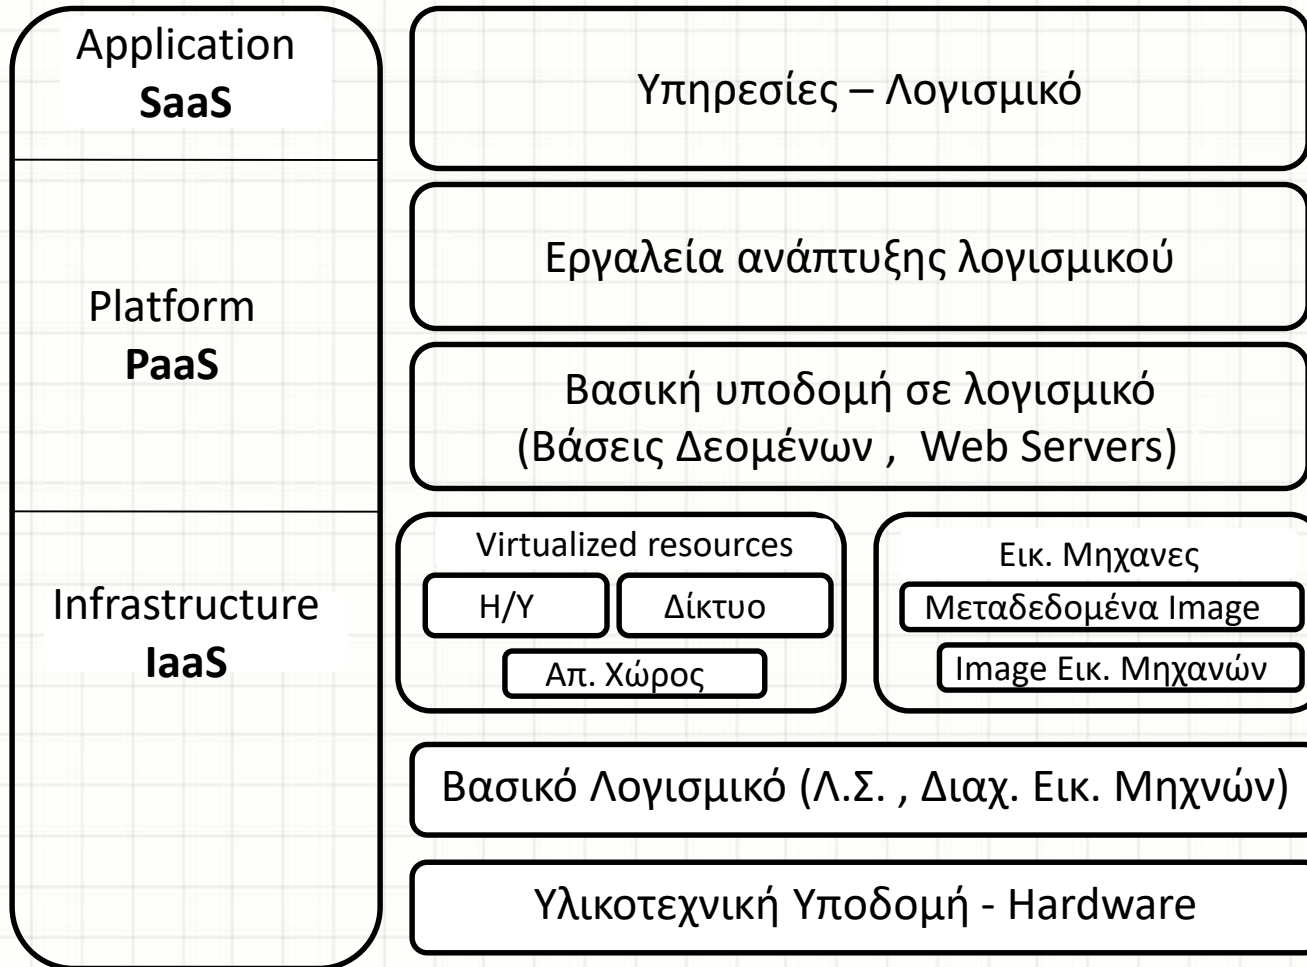 Application
SaaS
Υπηρεσίες – Λογισμικό
Εργαλεία ανάπτυξης λογισμικού
Platform
PaaS
Βασική υποδομή σε λογισμικό
(Βάσεις Δεομένων , Web Servers)
Infrastructure
IaaS
Virtualized resources
Η/Υ
Δίκτυο
Απ. Χώρος
Εικ. Μηχανες
Μεταδεδομένα Image
Image Εικ. Μηχανών
Βασικό Λογισμικό (Λ.Σ. , Διαχ. Εικ. Μηχνών)
Υλικοτεχνική Υποδομή - Hardware